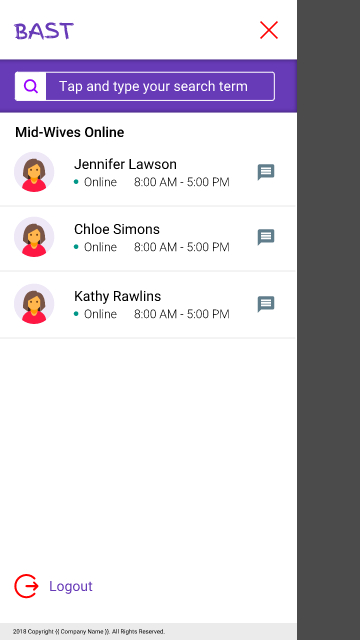 BAST
Tap and type your search term
Mid-Wives Online
Jennifer Lawson
Online 8:00 AM - 5:00 PM
Chloe Simons
Online 8:00 AM - 5:00 PM
Kathy Rawlins
Online 8:00 AM - 5:00 PM
Logout
2018 Copyright {{ Company Name }}. All Rights Reserved.